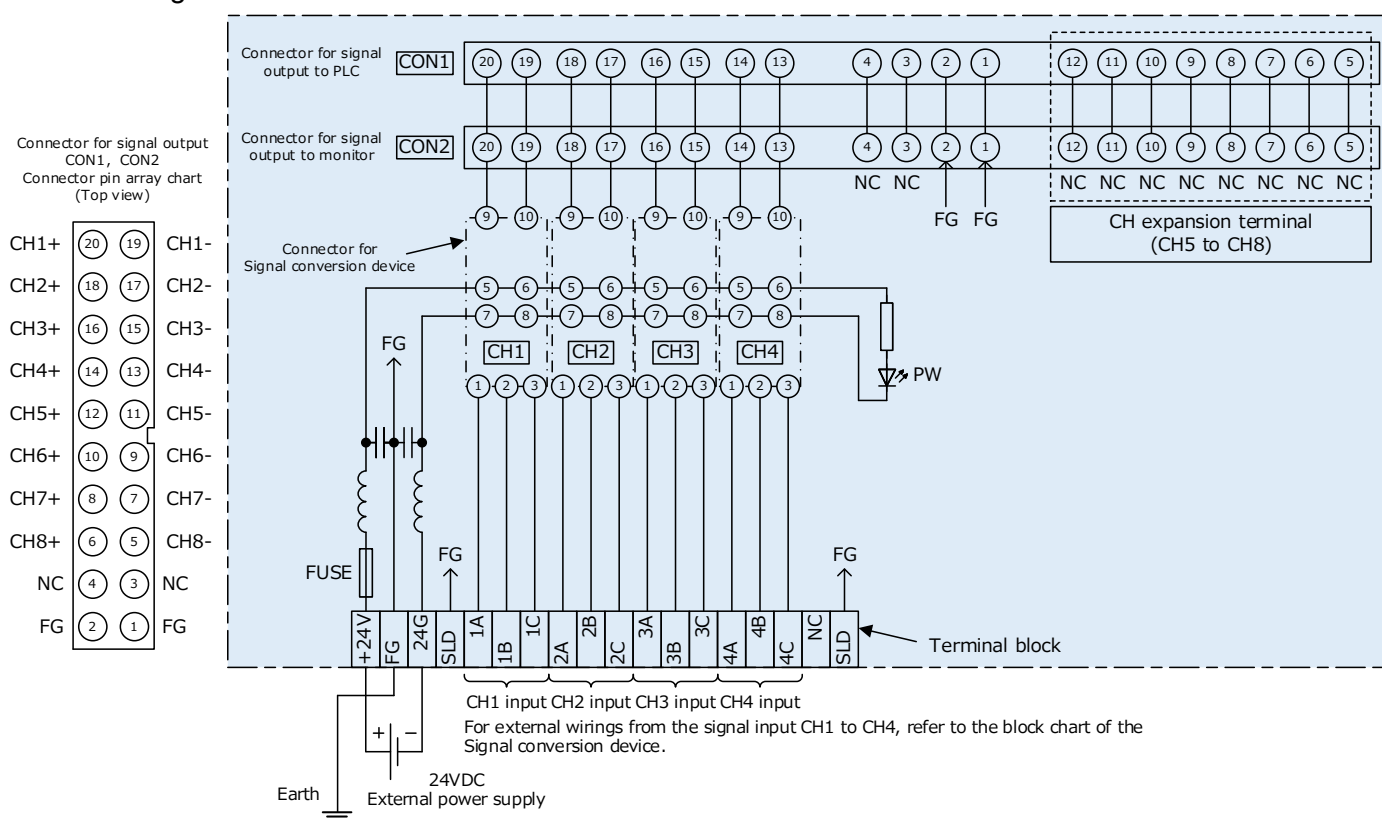 Connector for signal
output to PLC
CON1
20 19 18 17 16 15 14 13 4 3 2 1 12 11 10 9 8 7 6 5
Connector for signal
output to monitor
CON2
20 19 18 17 16 15 14 13 4 3 2 1 12 11 10 9 8 7 6 5
NC NC NC NC NC NC NC NC NC NC
FG FG
CH expansion terminal
(CH5 to CH8)
Connector for signal output
CON1, CON2
Connector pin array chart
(Top view)
CH1+ 20 19 CH1-
CH2+ 18 17 CH2-
CH3+ 16 15 CH3-
CH4+ 14 13 CH4-
CH5+ 12 11 CH5-
CH6+ 10 9 CH6-
CH7+ 8 7 CH7-
CH8+ 6 5 CH8-
NC 4 3 NC
FG 2 1 FG
9 10 9 10 9 10 9 10
Connector for
Signal conversion device
5 6 5 6 5 6 5 6
7 8 7 8 7 8 7 8
FG
CH1 CH2 CH3 CH4
PW
1 2 3 1 2 3 1 2 3 1 2 3
FUSE
FG
FG
+24V FG 24G SLD 1A 1B 1C 2A 2B 2C 3A 3B 3C 4A 4B 4C NC SLD
Terminal block
CH1 input CH2 input CH3 input CH4 input
For external wirings from the signal input CH1 to CH4, refer to the block chart of the
Signal conversion device.
+ −
24VDC
External power supply
Earth